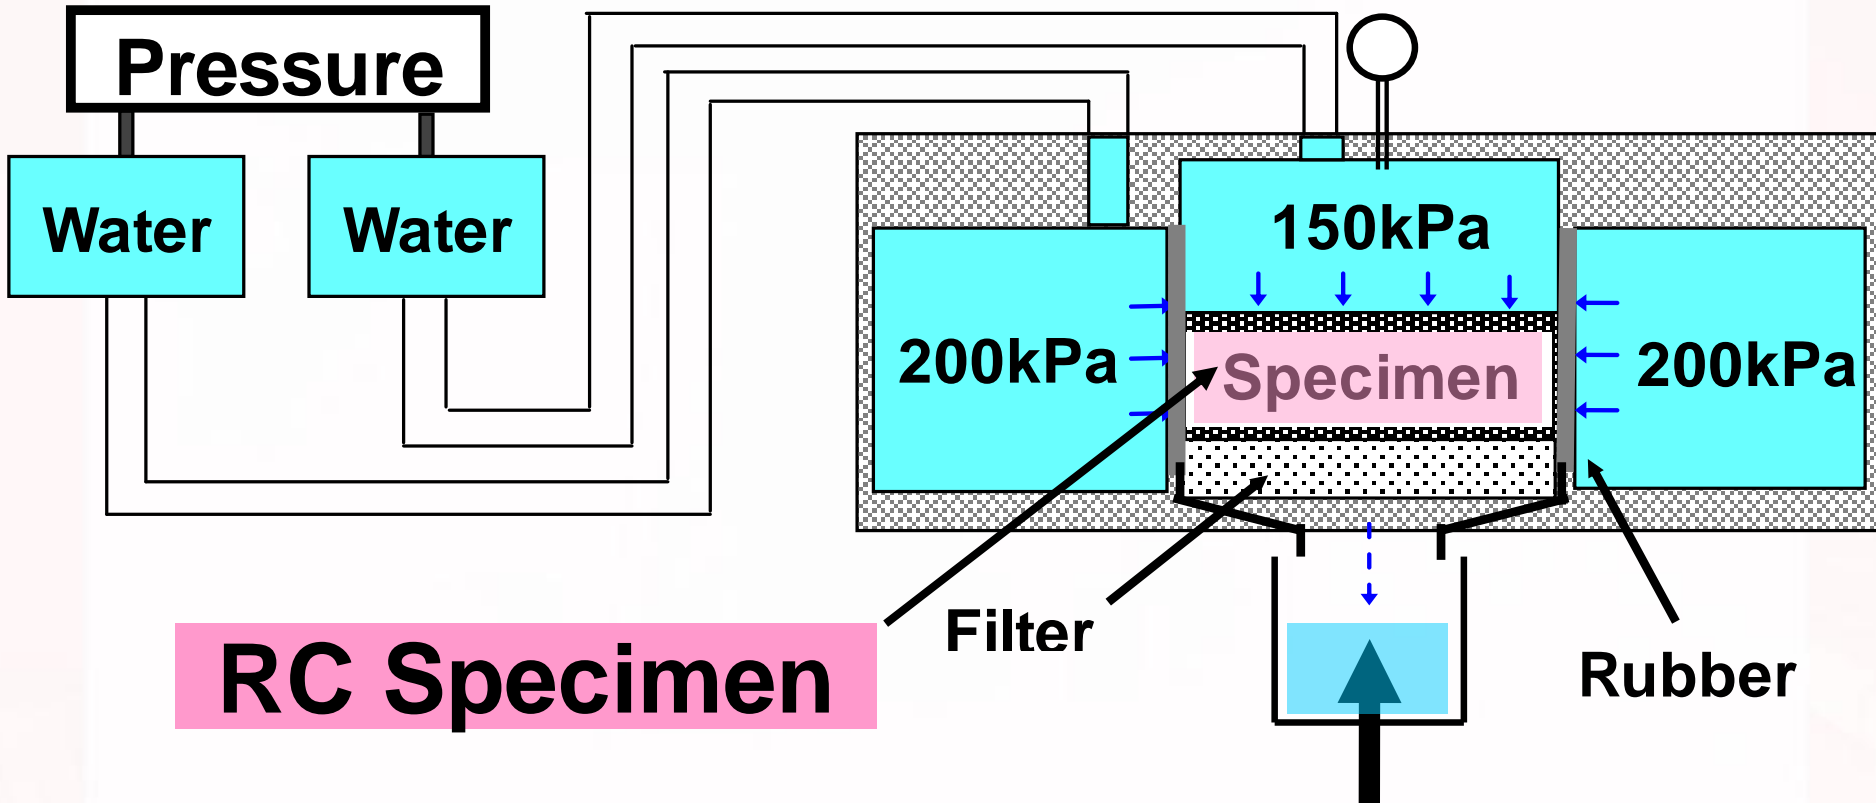 Pressure
Water
Water
150kPa
200kPa
Specimen
200kPa
Filter
RC Specimen
Rubber